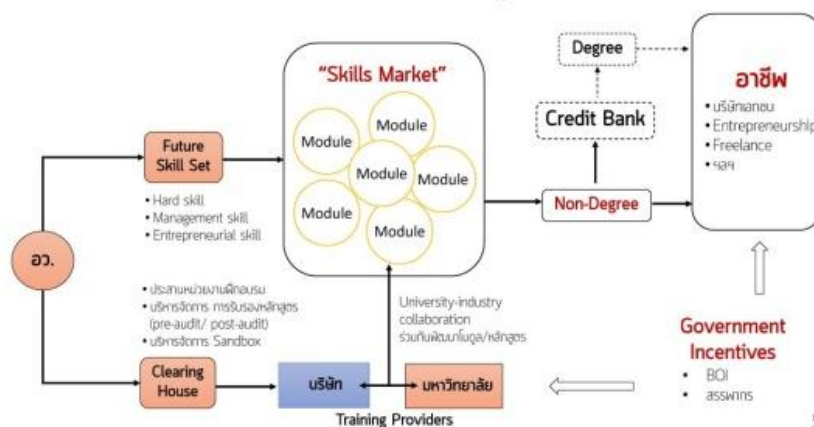 Degree
"Skills Market"
อาชีพ
• บริษัทเอกชน
• Entrepreneurship
• Freelance
• ฯลฯ
Credit Bank
Module
Module
Module
Module
Module
Module
Future
Skill Set
• Hard skill
• Management skill
• Entrepreneurial skill
Non-Degree
อว.
• ประสานหน่วยงานฝึกอบรม
• บริหารจัดการ การรับรองหลักสูตร
(pre-audit/ post-audit)
• บริหารจัดการ Sandbox
University-industry
collaboration
ร่วมกันพัฒนาโมดูล/หลักสูตร
Government
Incentives
• BOI
• สรรพากร
Clearing
House
บริษัท
มหาวิทยาลัย
Training Providers